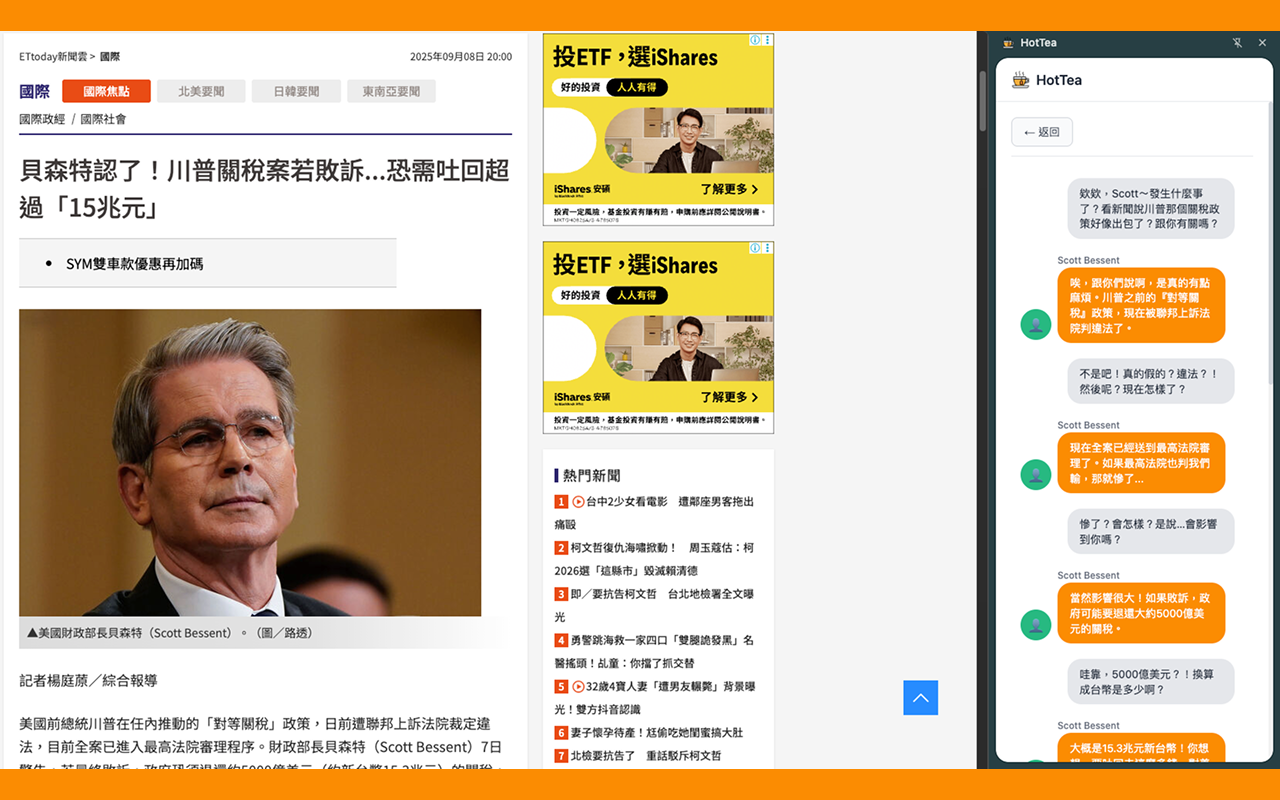 ETtoday新聞雲 > 國際
2025年09月08日 20:00
國際 國際焦點 北美要聞 日韓要聞 東南亞要聞
國際政經 / 國際社會
貝森特認了！川普關稅案若敗訴...恐需吐回超
過「15兆元」
• SYM雙車款優惠再加碼
▲美國財政部長貝森特（Scott Bessent）。（圖／路透）
記者楊庭蒝／綜合報導
美國前總統川普在任內推動的「對等關稅」政策，日前遭聯邦上訴法院裁定違
法，目前全案已進入最高法院審理程序。財政部長貝森特（Scott Bessent）7日
警告，若最終敗訴，政府恐須退還約5000億美元（約新台幣15.3兆元）的關稅，
投ETF，選iShares
好的投資 人人有得
iShares 安碩
了解更多 >
投資一定風險，基金投資有賺有賠，申購前應詳閱公開說明書。
投ETF，選iShares
好的投資 人人有得
iShares 安碩
了解更多 >
投資一定風險，基金投資有賺有賠，申購前應詳閱公開說明書。
熱門新聞
1 台中2少女看電影 遭鄰座男客拖出
痛毆
2 柯文哲復仇海嘯掀動！ 周玉蔻估：柯
2026選「這縣市」毀滅賴清德
3 即／要抗告柯文哲 台北地檢署全文曝
光
4 勇警跳海救一家四口「雙腿詭發黑」名
醫搖頭！乩童：你擋了抓交替
5 32歲4寶人妻「遭男友輾斃」背景曝
光！雙方抖音認識
6 妻子懷孕待產！尪偷吃她閨蜜搞大肚
7 北檢要抗告了 重話駁斥柯文哲
HotTea
HotTea
← 返回
欸欸，Scott～發生什麼事
了？看新聞說川普那個關稅政
策好像出包了？跟你有關嗎？
Scott Bessent
唉，跟你們說啊，是真的有點
麻煩。川普之前的『對等關
稅』政策，現在被聯邦上訴法
院判違法了。
不是吧！真的假的？違法？！
然後呢？現在怎樣了？
Scott Bessent
現在全案已經送到最高法院審
理了。如果最高法院也判我們
輸，那就慘了...
慘了？會怎樣？是說...會影響
到你嗎？
Scott Bessent
當然影響很大！如果敗訴，政
府可能要退還大約5000億美
元的關稅。
哇靠，5000億美元？！換算
成台幣是多少啊？
Scott Bessent
大概是15.3兆新台幣！你想